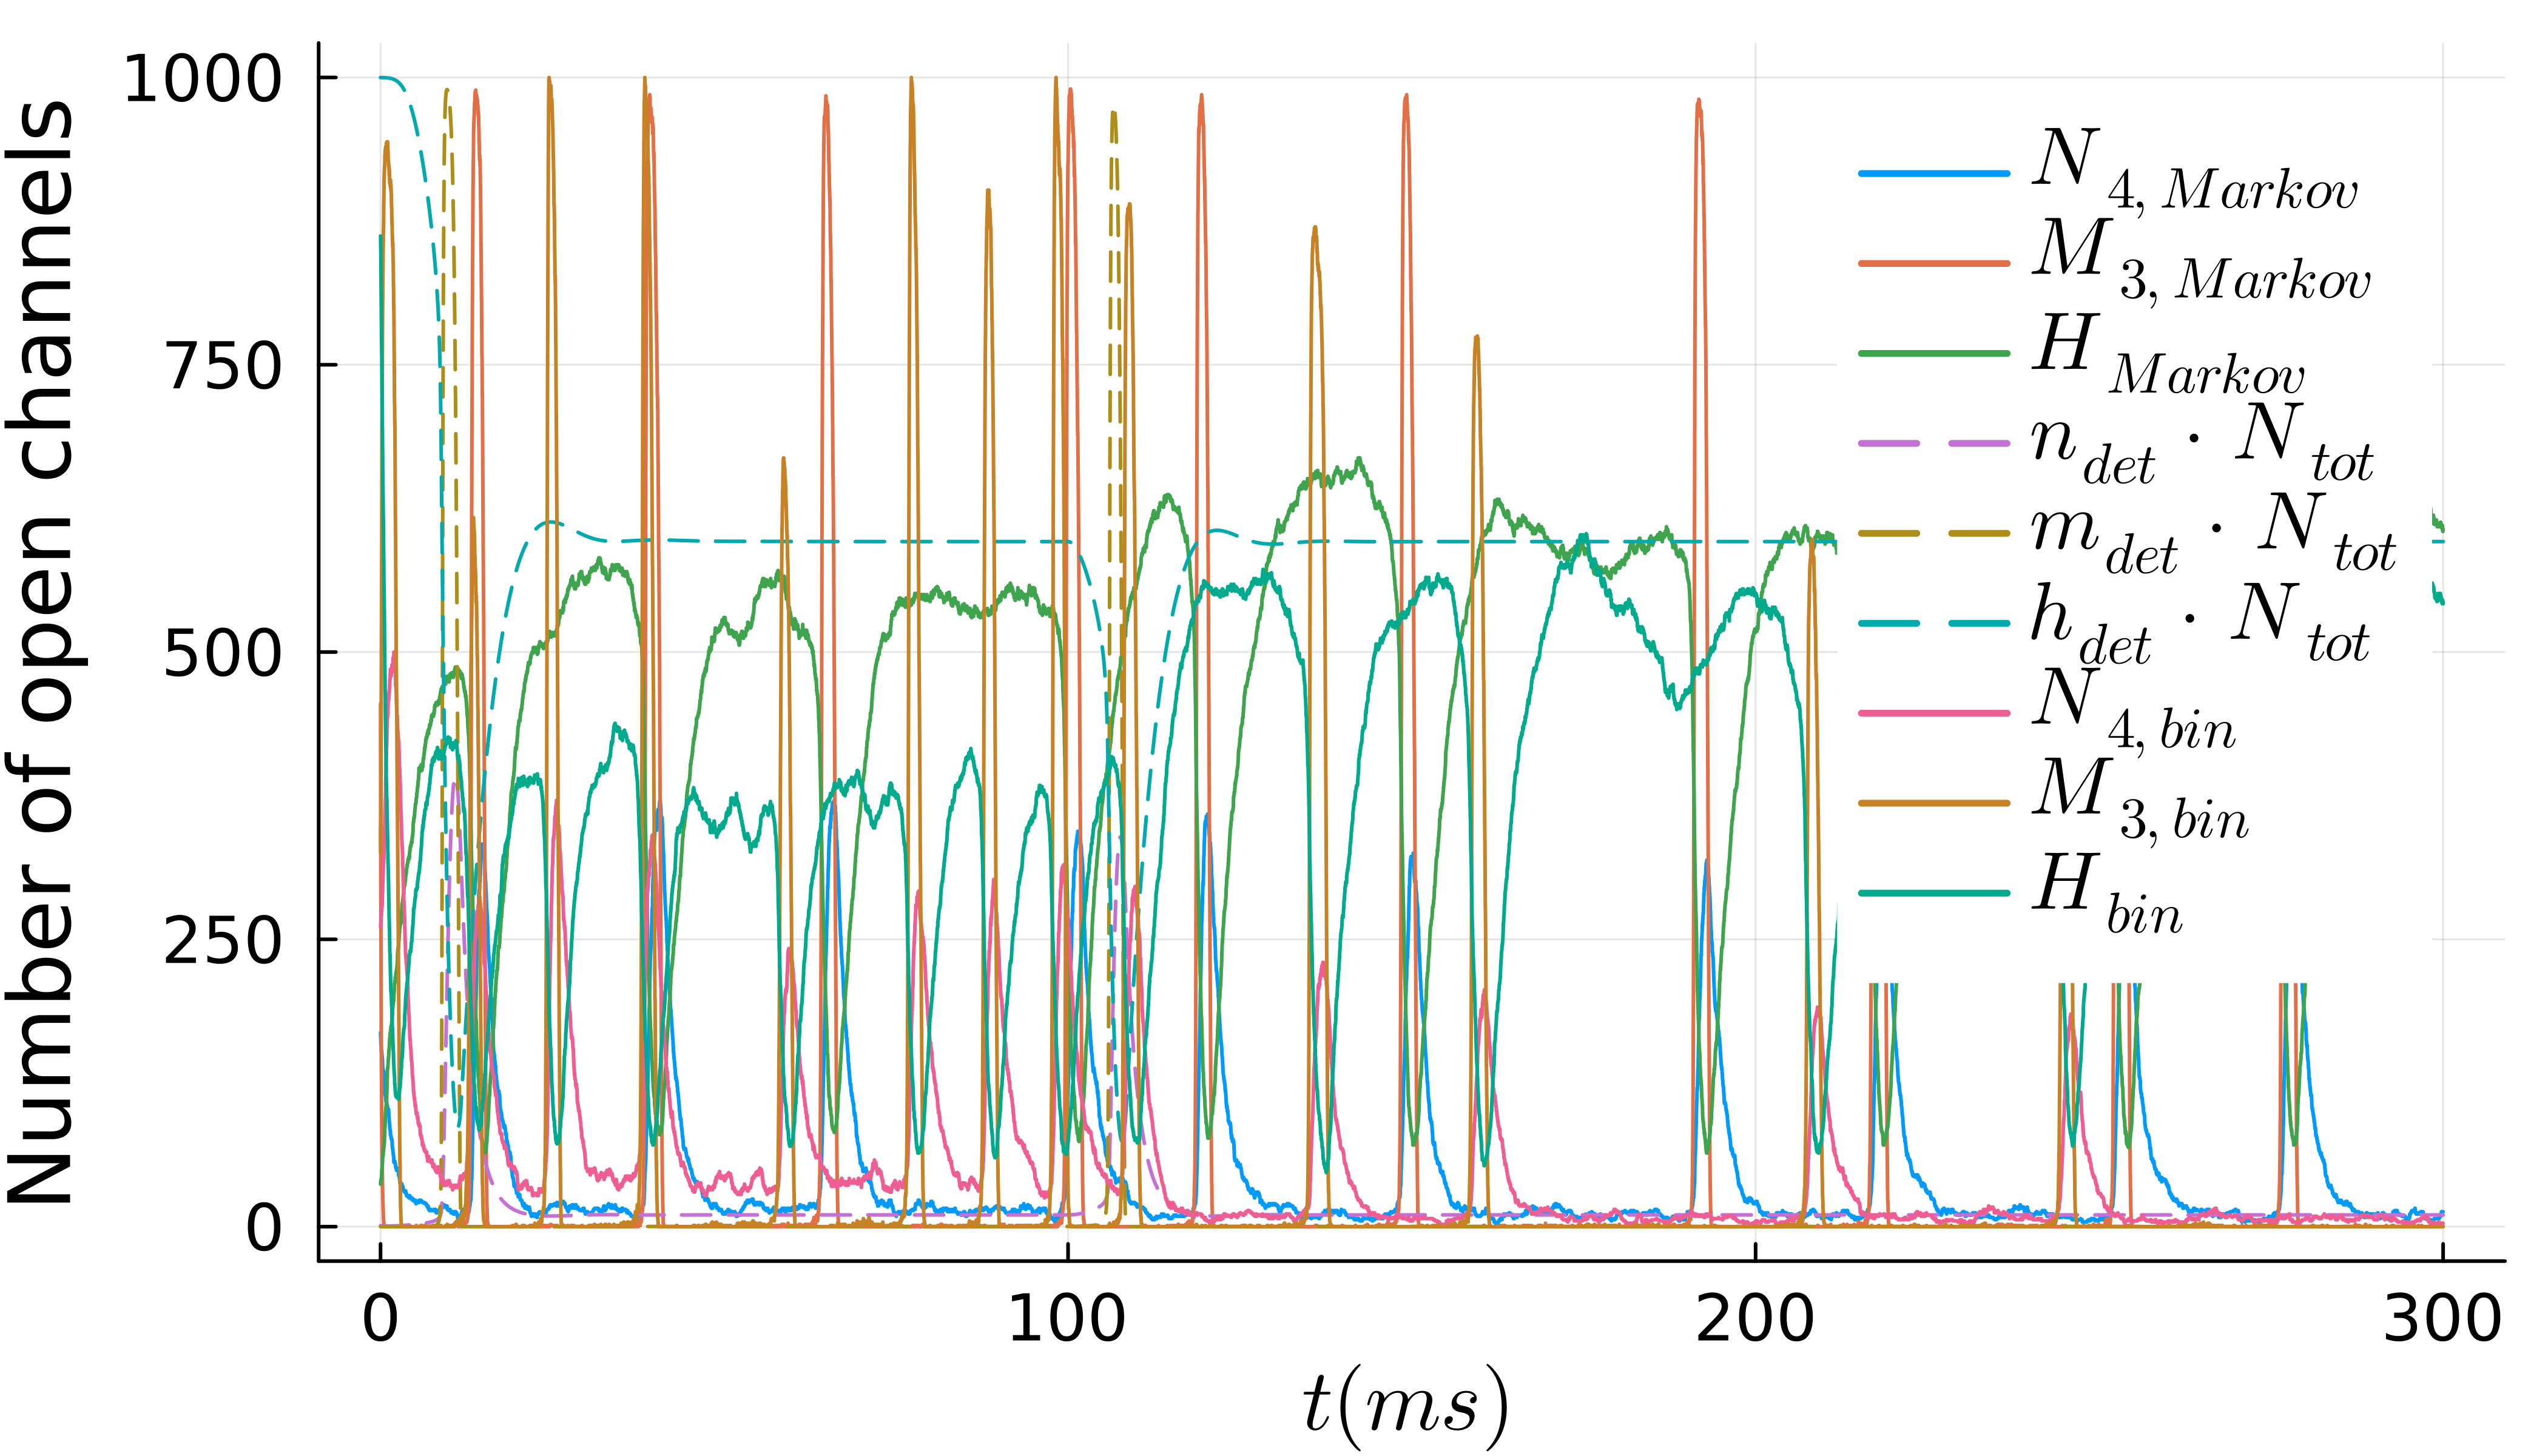 Number of open channels
1000
750
500
250
0
0 100 200 300
t(ms)
N4, Markov
M3, Markov
HMarkov
ndet · Ntot
mdet · Ntot
hdet · Ntot
N4, bin
M3, bin
Hbin